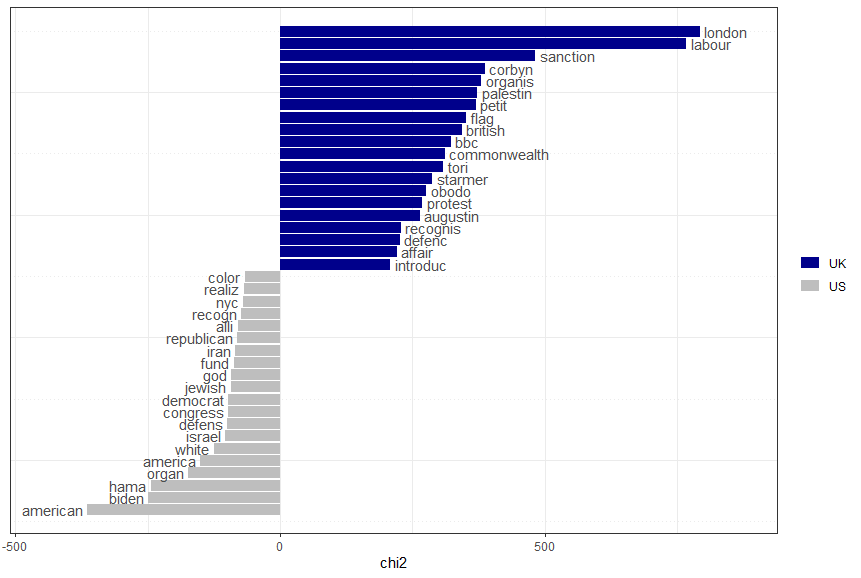 london
labour
sanction
corbyn
organis
palestin
petit
flag
british
bbc
commonwealth
tori
starmer
obodo
protest
augustin
recognis
defenc
affair
introduc
color
realiz
nyc
recogn
alli
republican
iran
fund
god
jewish
democrat
congress
defens
israel
white
america
organ
hama
biden
american
UK
US
-500 0 500
chi2